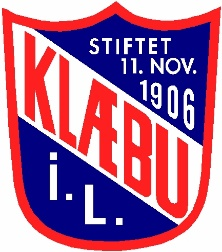 STIFTET
11. NOV.
1906
KLÆBU
i.
L.